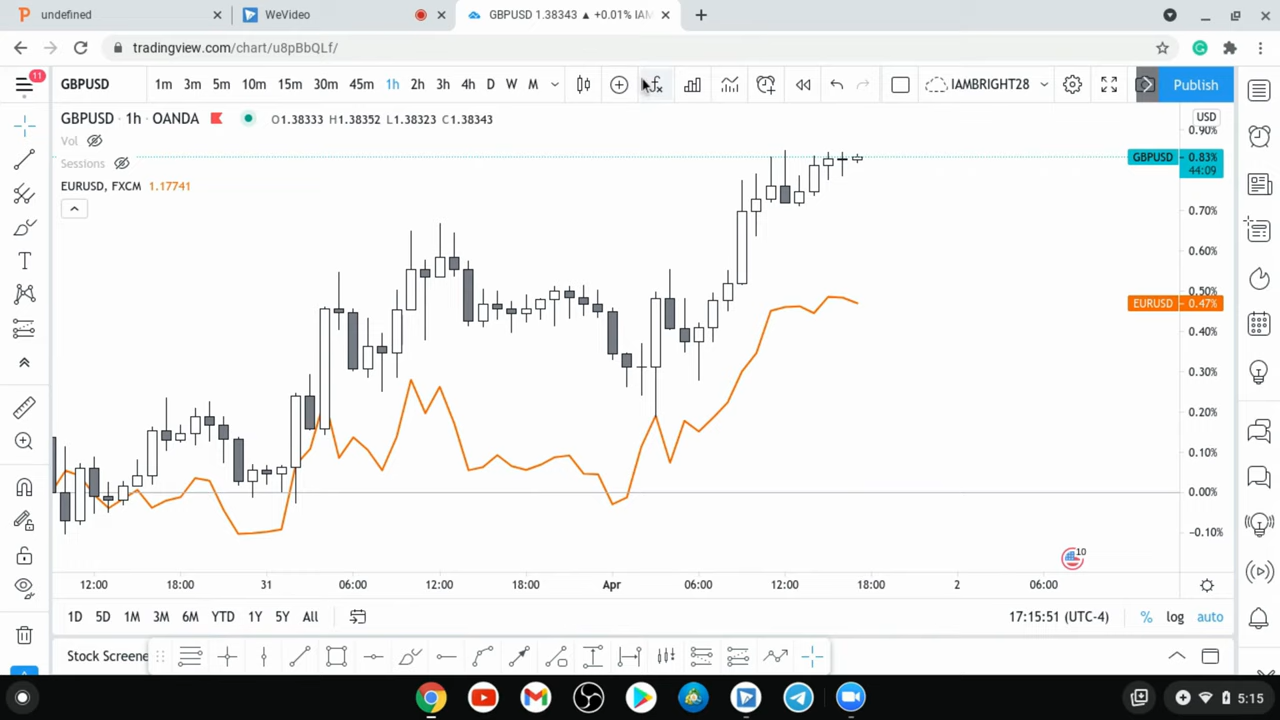 undefined
WeVideo
GBPUSD 1.38343 ▲ +0.01% IAM
tradingview.com/chart/u8pBbQLf/
11
GBPUSD
1m 3m 5m 10m 15m 30m 45m 1h 2h 3h 4h D W M
IAMBRIGHT28
Publish
GBPUSD · 1h · OANDA
O1.38333 H1.38352 L1.38323 C1.38343
USD
Vol
Sessions
EURUSD, FXCM 1.17741
0.90%
GBPUSD 0.83%
44:09
0.70%
0.60%
0.50%
EURUSD 0.47%
0.40%
0.30%
0.20%
0.10%
0.00%
-0.10%
10
12:00 18:00 31 06:00 12:00 18:00 Apr 06:00 12:00 18:00 2 06:00
1D 5D 1M 3M 6M YTD 1Y 5Y All
17:15:51 (UTC-4) % log auto
Stock Screene
5:15